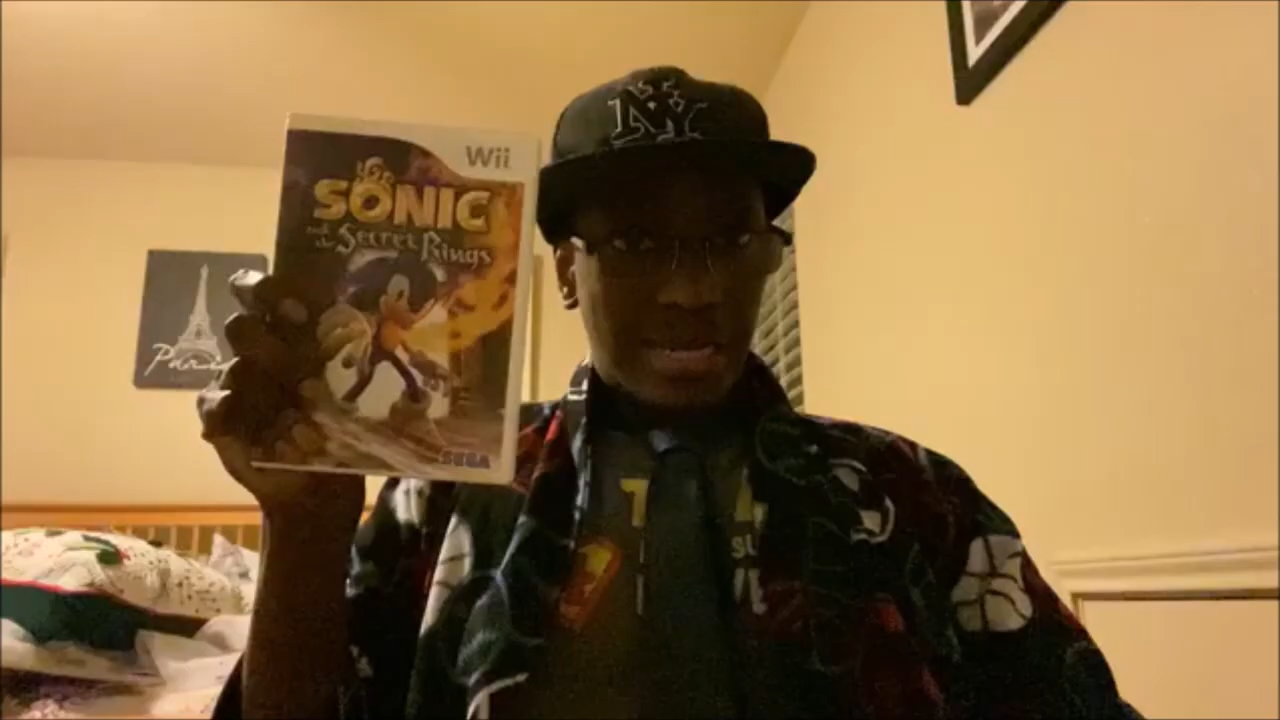 Wii
SONIC
and the Secret Rings
SEGA
NY
Paris